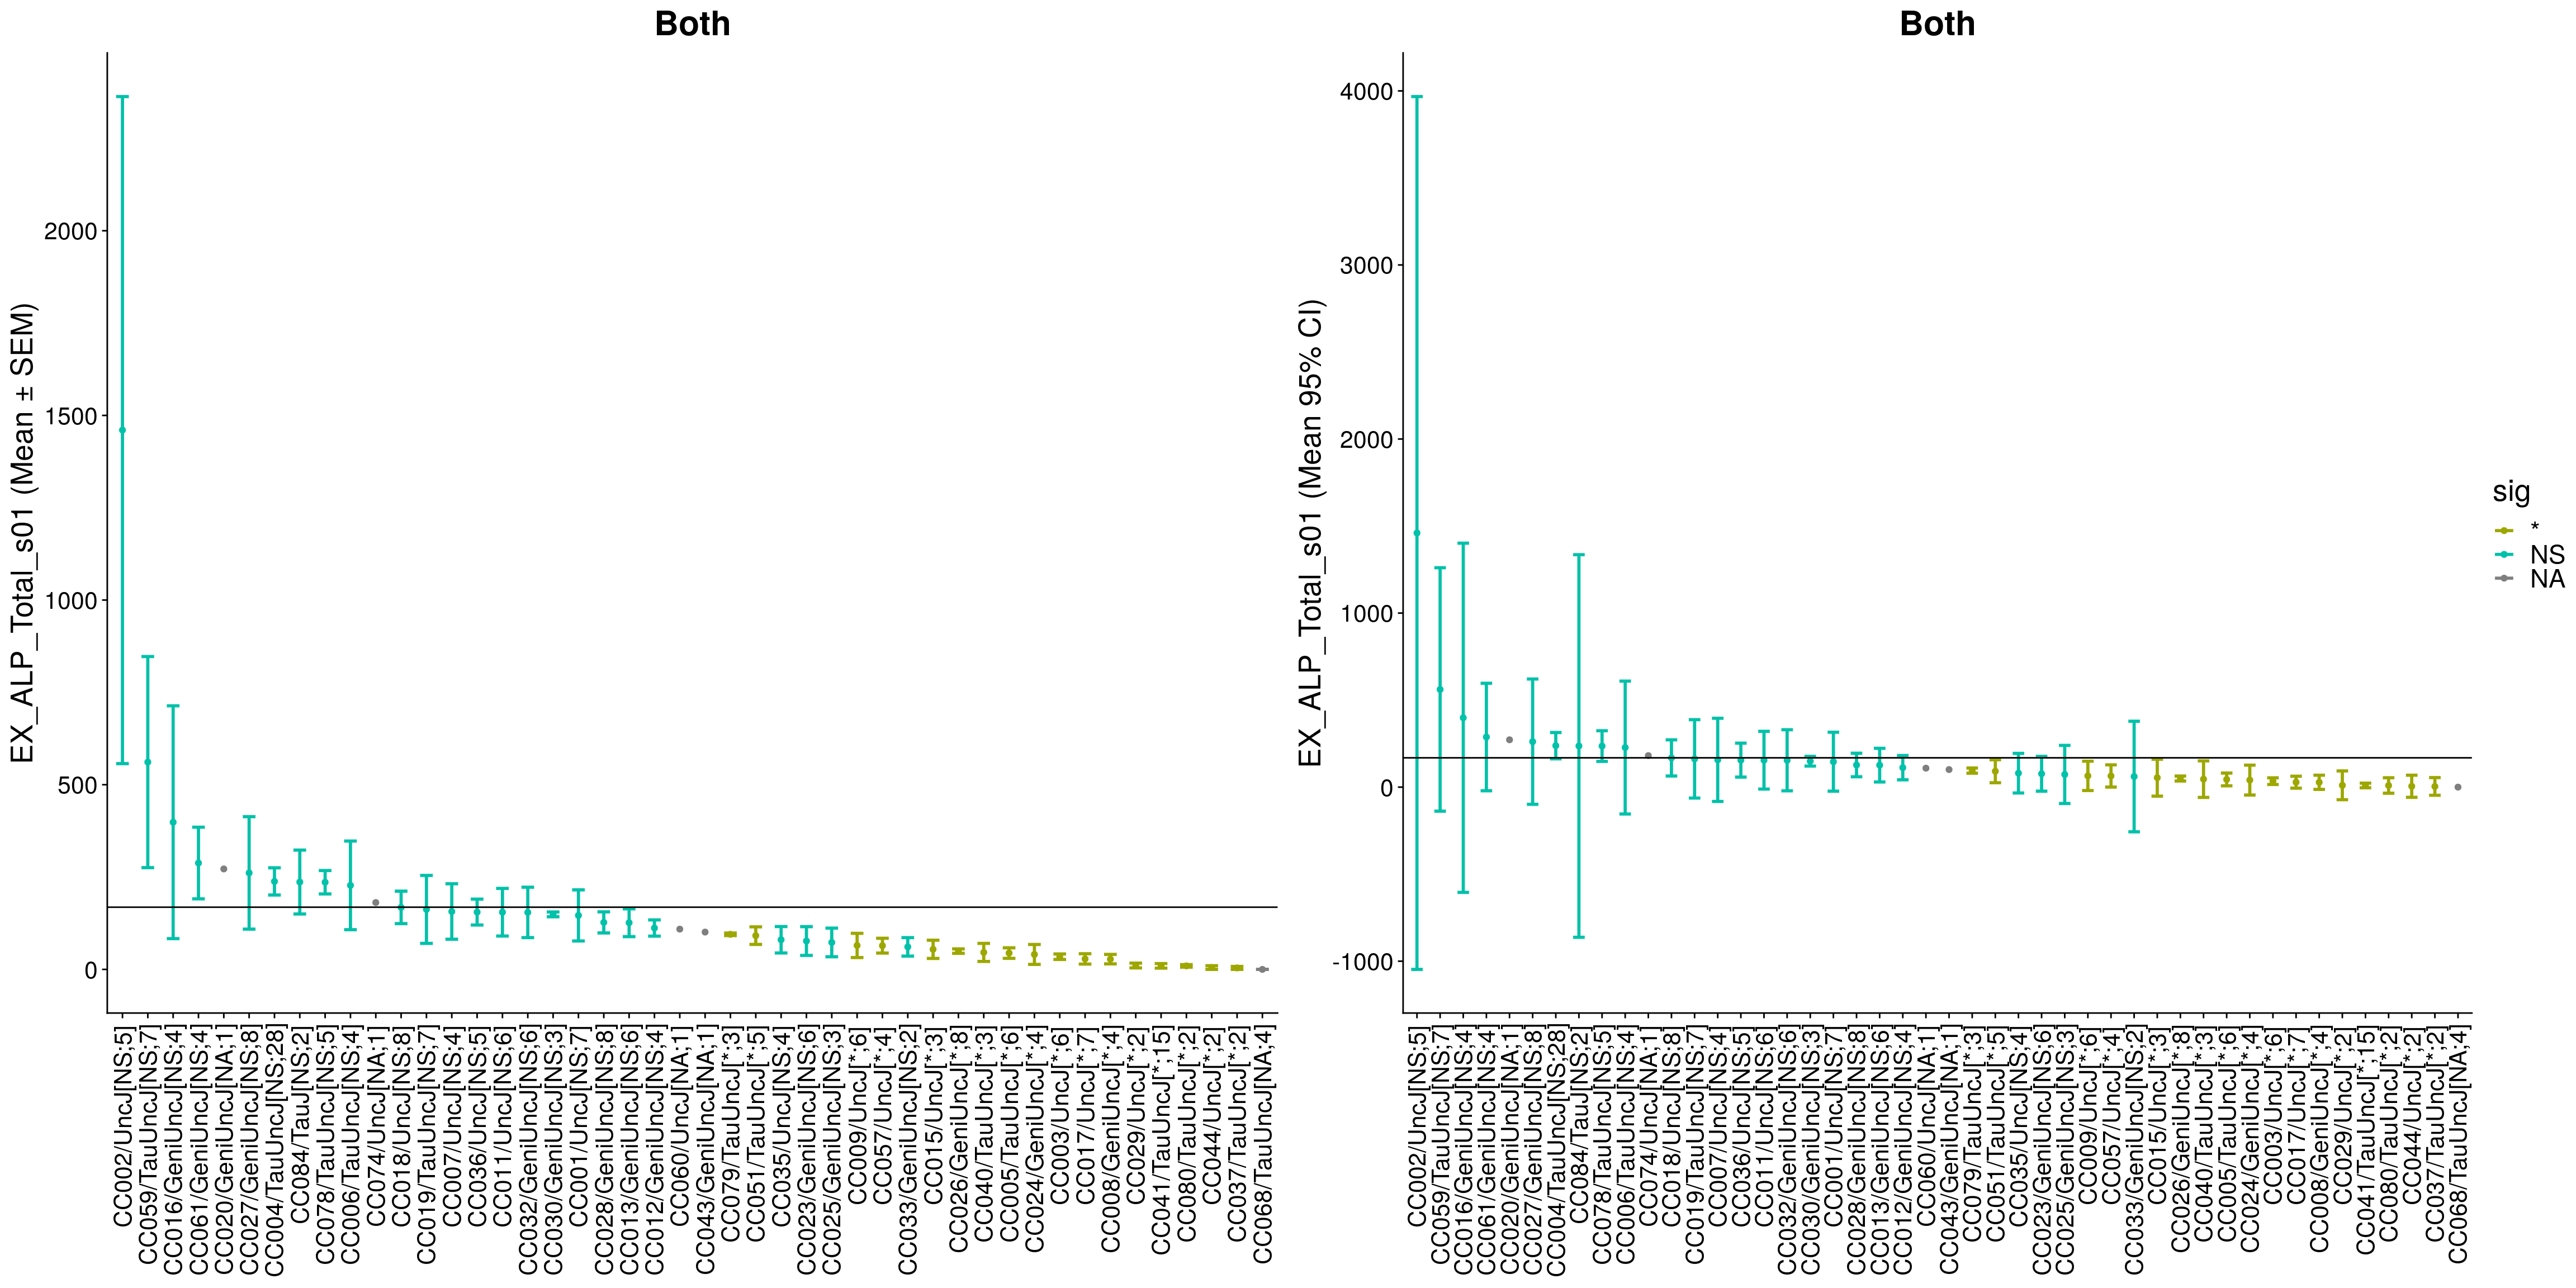 Both
EX_ALP_Total_s01 (Mean ± SEM)
2000
1500
1000
500
0
CC002/UncJ[NS;5]
CC059/TauUncJ[NS;7]
CC016/GeniUncJ[NS;4]
CC061/GeniUncJ[NS;4]
CC020/GeniUncJ[NA;1]
CC027/GeniUncJ[NS;8]
CC004/TauUncJ[NS;28]
CC084/TauJ[NS;2]
CC078/TauUncJ[NS;5]
CC006/TauUncJ[NS;4]
CC074/UncJ[NA;1]
CC018/UncJ[NS;8]
CC019/TauUncJ[NS;7]
CC007/UncJ[NS;4]
CC036/UncJ[NS;5]
CC011/UncJ[NS;6]
CC032/GeniUncJ[NS;6]
CC030/GeniUncJ[NS;3]
CC001/UncJ[NS;7]
CC028/GeniUncJ[NS;8]
CC013/GeniUncJ[NS;6]
CC012/GeniUncJ[NS;4]
CC060/UncJ[NA;1]
CC043/GeniUncJ[NA;1]
CC079/TauUncJ[*;3]
CC051/TauUncJ[*;5]
CC035/UncJ[NS;4]
CC023/GeniUncJ[NS;6]
CC025/GeniUncJ[NS;3]
CC009/UncJ[*;6]
CC057/UncJ[*;4]
CC033/GeniUncJ[NS;2]
CC015/UncJ[*;3]
CC026/GeniUncJ[*;8]
CC040/TauUncJ[*;3]
CC005/TauUncJ[*;6]
CC024/GeniUncJ[*;4]
CC003/UncJ[*;6]
CC017/UncJ[*;7]
CC008/GeniUncJ[*;4]
CC029/UncJ[*;2]
CC041/TauUncJ[*;15]
CC080/TauUncJ[*;2]
CC044/UncJ[*;2]
CC037/TauUncJ[*;2]
CC068/TauUncJ[NA;4]
Both
EX_ALP_Total_s01 (Mean 95% CI)
4000
3000
2000
1000
0
-1000
CC002/UncJ[NS;5]
CC059/TauUncJ[NS;7]
CC016/GeniUncJ[NS;4]
CC061/GeniUncJ[NS;4]
CC020/GeniUncJ[NA;1]
CC027/GeniUncJ[NS;8]
CC004/TauUncJ[NS;28]
CC084/TauJ[NS;2]
CC078/TauUncJ[NS;5]
CC006/TauUncJ[NS;4]
CC074/UncJ[NA;1]
CC018/UncJ[NS;8]
CC019/TauUncJ[NS;7]
CC007/UncJ[NS;4]
CC036/UncJ[NS;5]
CC011/UncJ[NS;6]
CC032/GeniUncJ[NS;6]
CC030/GeniUncJ[NS;3]
CC001/UncJ[NS;7]
CC028/GeniUncJ[NS;8]
CC013/GeniUncJ[NS;6]
CC012/GeniUncJ[NS;4]
CC060/UncJ[NA;1]
CC043/GeniUncJ[NA;1]
CC079/TauUncJ[*;3]
CC051/TauUncJ[*;5]
CC035/UncJ[NS;4]
CC023/GeniUncJ[NS;6]
CC025/GeniUncJ[NS;3]
CC009/UncJ[*;6]
CC057/UncJ[*;4]
CC033/GeniUncJ[NS;2]
CC015/UncJ[*;3]
CC026/GeniUncJ[*;8]
CC040/TauUncJ[*;3]
CC005/TauUncJ[*;6]
CC024/GeniUncJ[*;4]
CC003/UncJ[*;6]
CC017/UncJ[*;7]
CC008/GeniUncJ[*;4]
CC029/UncJ[*;2]
CC041/TauUncJ[*;15]
CC080/TauUncJ[*;2]
CC044/UncJ[*;2]
CC037/TauUncJ[*;2]
CC068/TauUncJ[NA;4]
sig
*
NS
NA